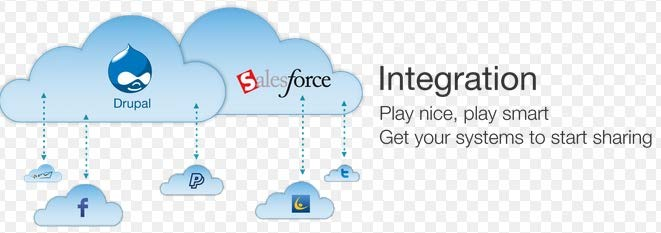 Drupal
Salesforce
Integration
Play nice, play smart
Get your systems to start sharing